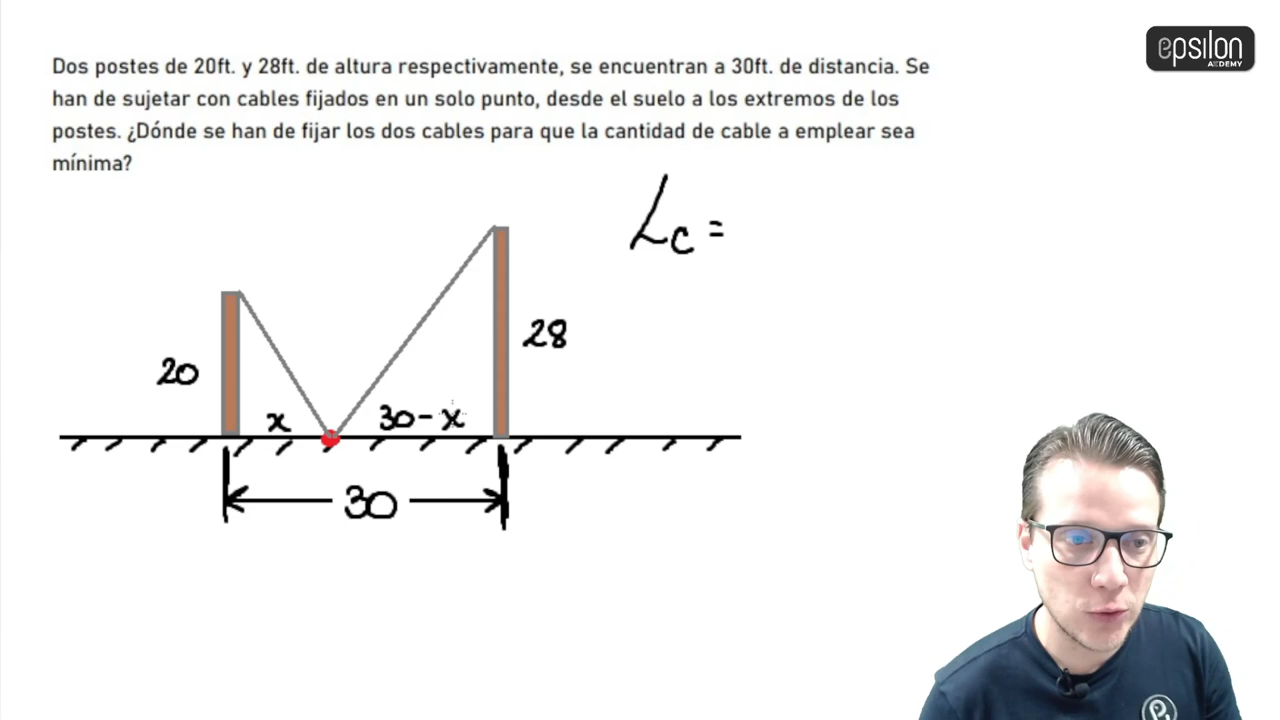 epsilon
ACADEMY
Dos postes de 20ft. y 28ft. de altura respectivamente, se encuentran a 30ft. de distancia. Se
han de sujetar con cables fijados en un solo punto, desde el suelo a los extremos de los
postes. ¿Dónde se han de fijar los dos cables para que la cantidad de cable a emplear sea
mínima?
Lc =
28
20
x
30-x
30